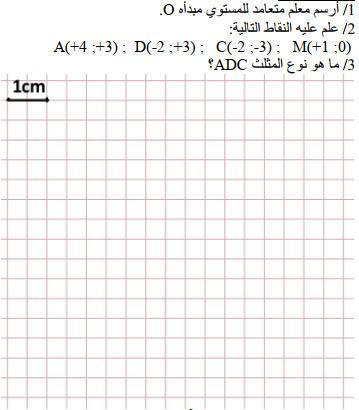 1/ أرسم معلم متعامد للمستوي مبدأه O.
2/ علم عليه النقاط التالية:
A(+4 ;+3) ; D(-2 ;+3) ; C(-2 ;-3) ; M(+1 ;0)
3/ ما هو نوع المثلث ADC؟
1cm